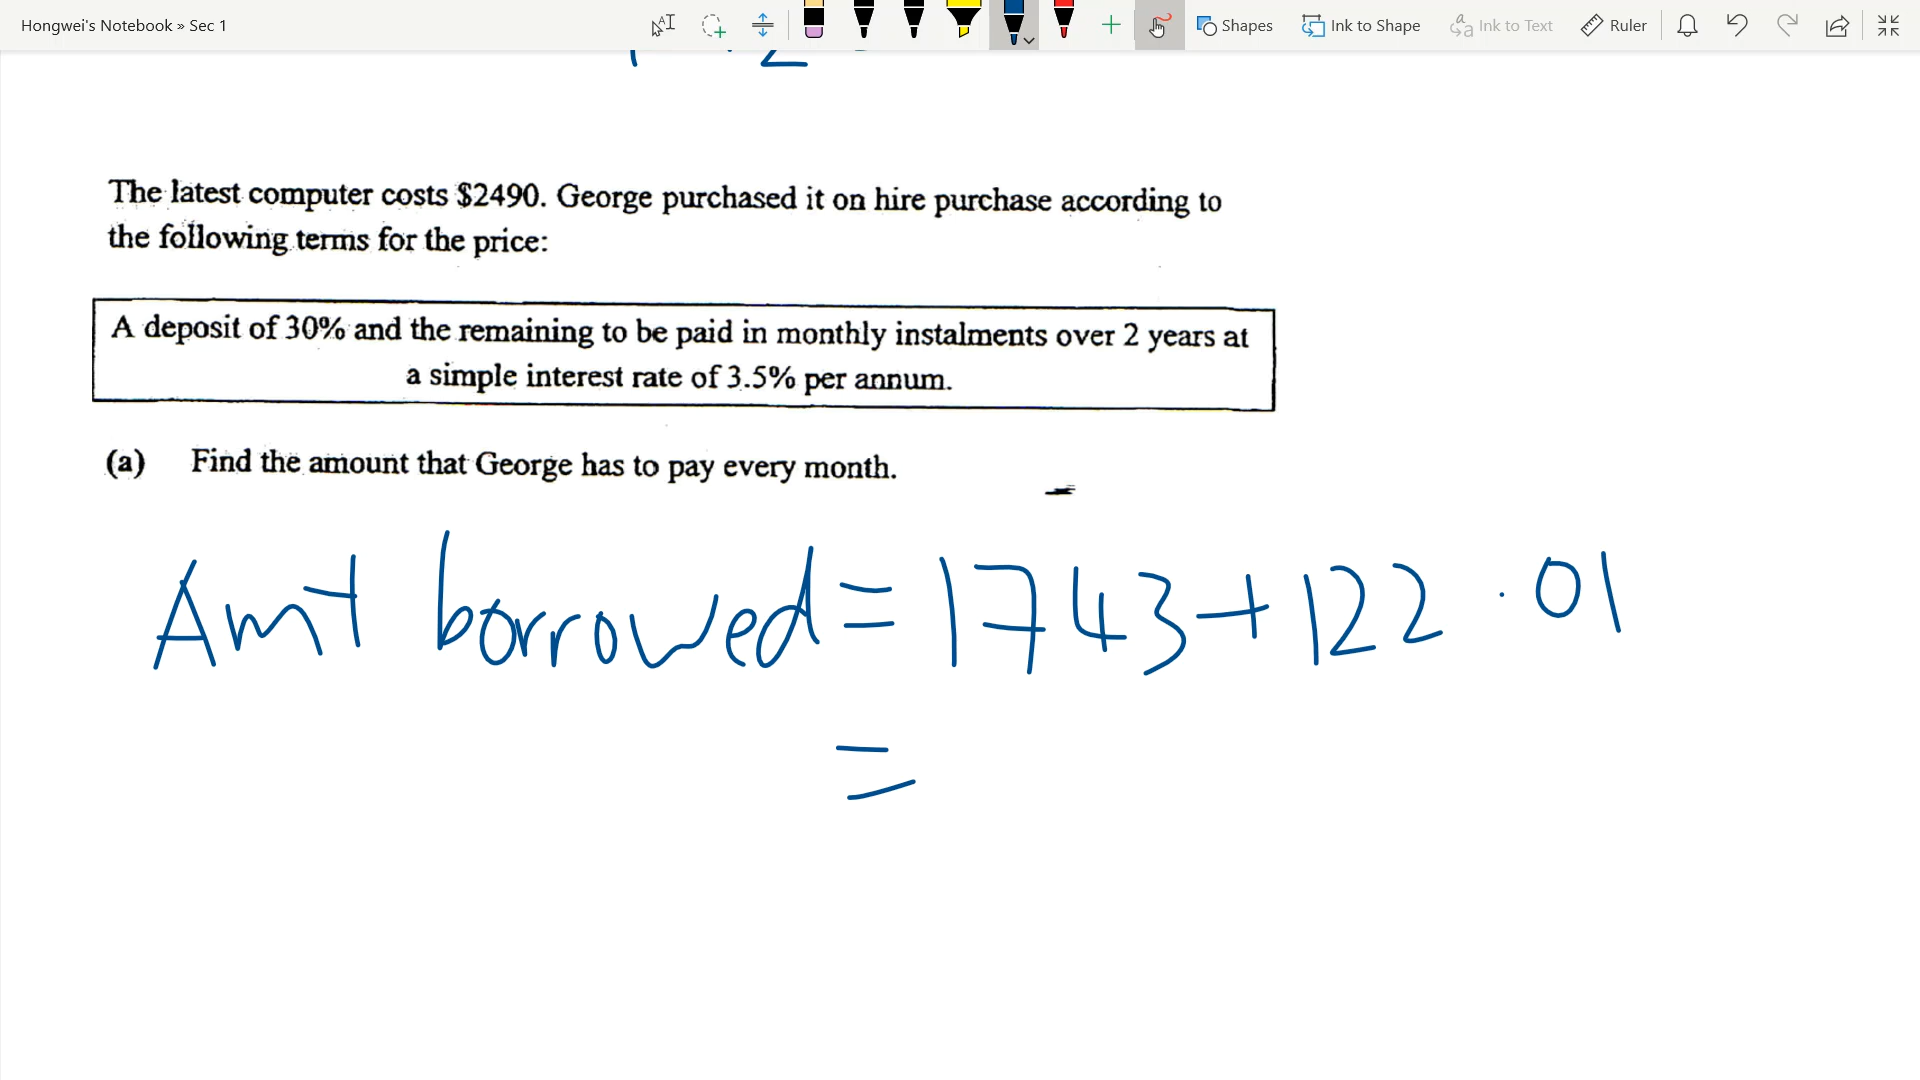 Hongwei's Notebook » Sec 1
Shapes
Ink to Shape
Ink to Text
Ruler
The latest computer costs $2490. George purchased it on hire purchase according to
the following terms for the price:
A deposit of 30% and the remaining to be paid in monthly instalments over 2 years at
a simple interest rate of 3.5% per annum.
(a) Find the amount that George has to pay every month.
Amt borrowed = 1743 + 122.01
=